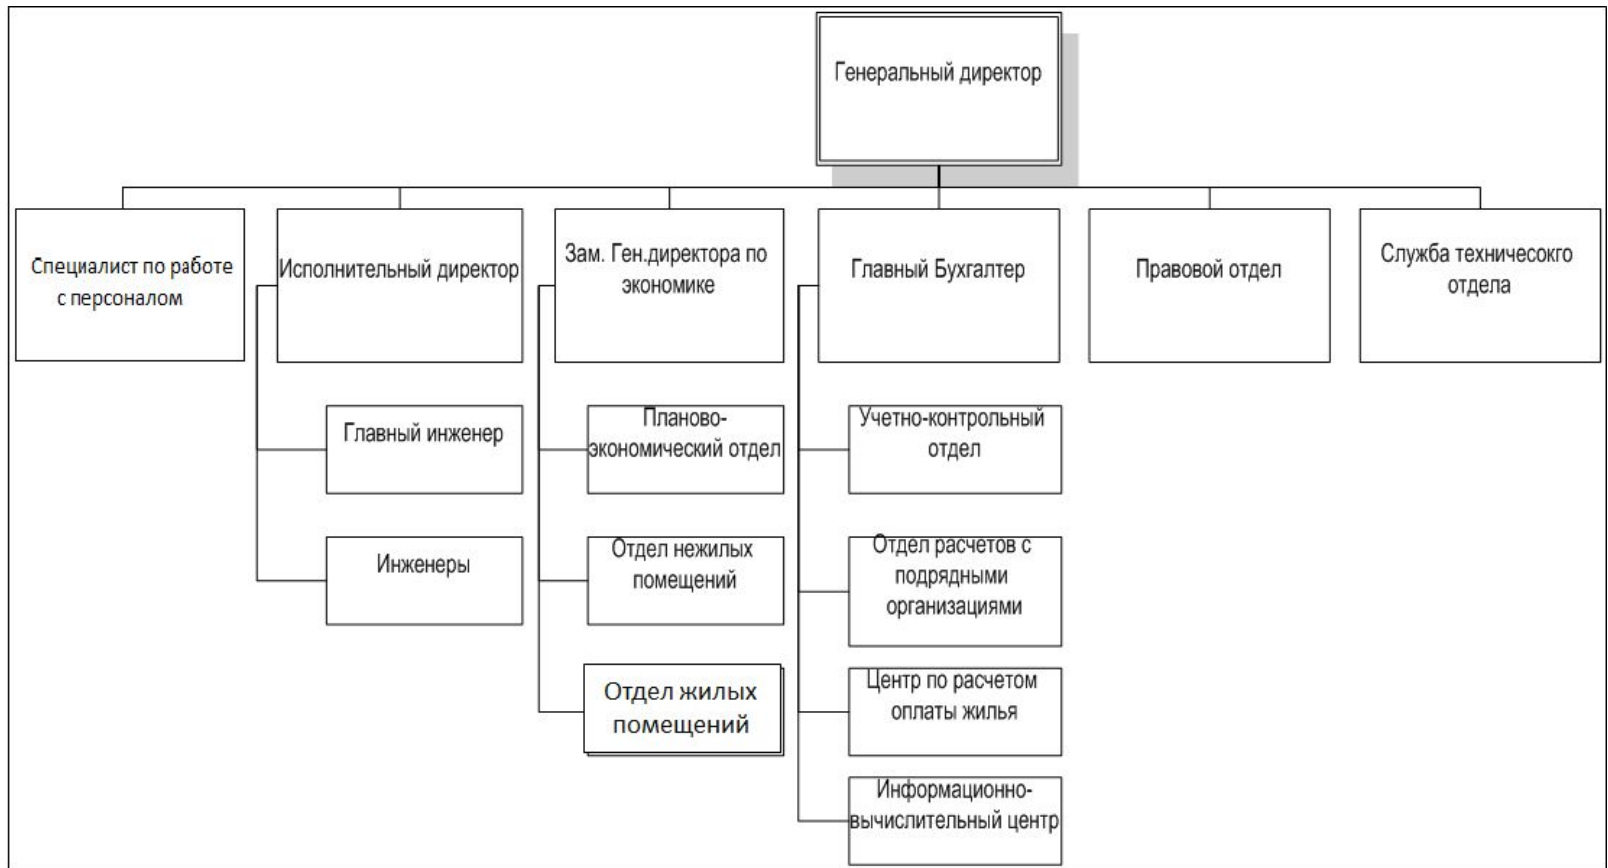 Генеральный директор
Специалист по работе
с персоналом
Исполнительный директор
Зам. Ген.директора по
экономике
Главный Бухгалтер
Правовой отдел
Служба техничесокго
отдела
Главный инженер
Инженеры
Планово-
экономический отдел
Отдел нежилых
помещений
Отдел жилых
помещений
Учетно-контрольный
отдел
Отдел расчетов с
подрядными
организациями
Центр по расчетом
оплаты жилья
Информационно-
вычислительный центр